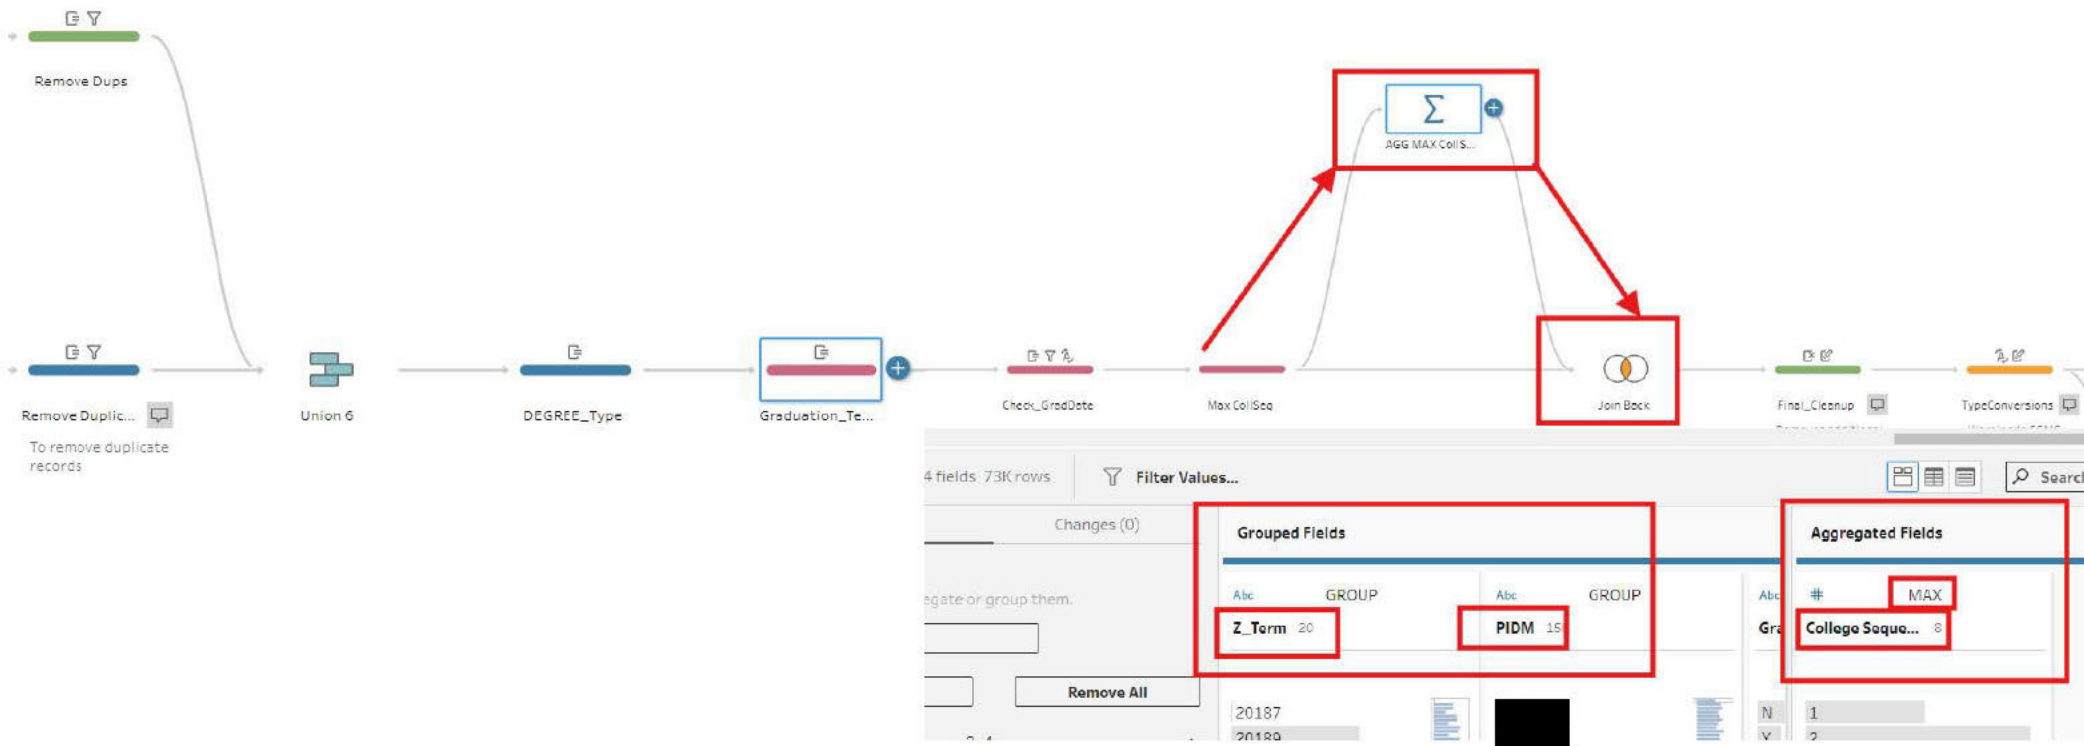 Remove Dups
AGG MAX Coll S...
Remove Duplic...
To remove duplicate
records
Union 6
DEGREE_Type
Graduation_Te...
Check_GradDate
Max CollSeq
Join Back
Final_Cleanup
TypeConversions
4 fields 73K rows
Filter Values...
Search
Changes (0)
Grouped Fields
Aggregated Fields
egate or group them.
Abc GROUP
Abc GROUP
Abc
# MAX
Z_Term 20
PIDM 15
Gra
College Seque... 8
Remove All
20187
N
1
20189
Y
2